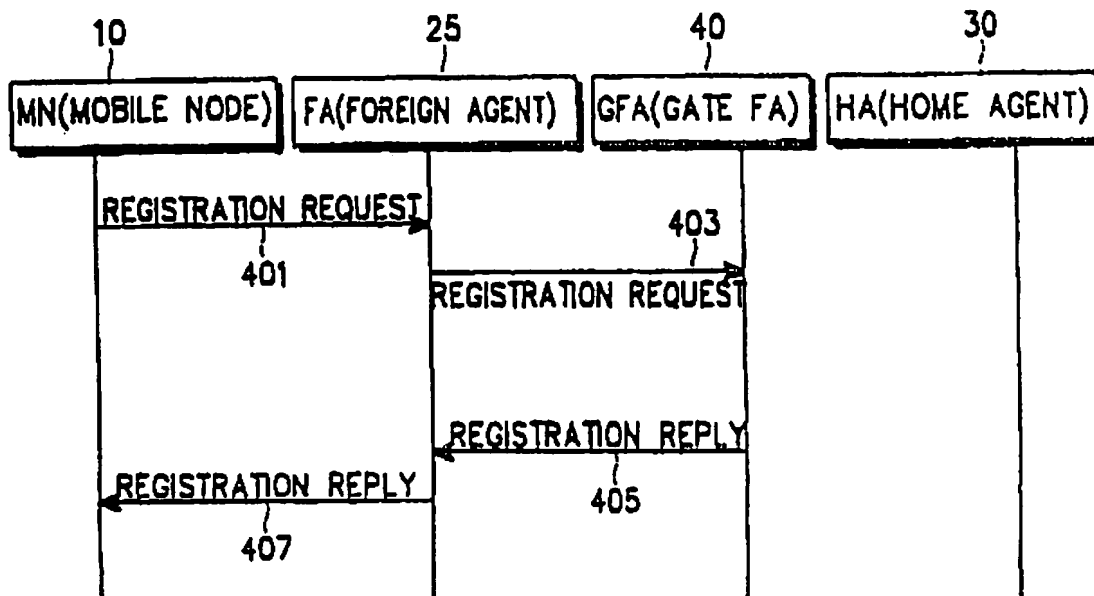 10
25
40
30
MN(MOBILE NODE)
FA(FOREIGN AGENT)
GFA(GATE FA)
HA(HOME AGENT)
REGISTRATION REQUEST
401
403
REGISTRATION REQUEST
REGISTRATION REPLY
405
REGISTRATION REPLY
407